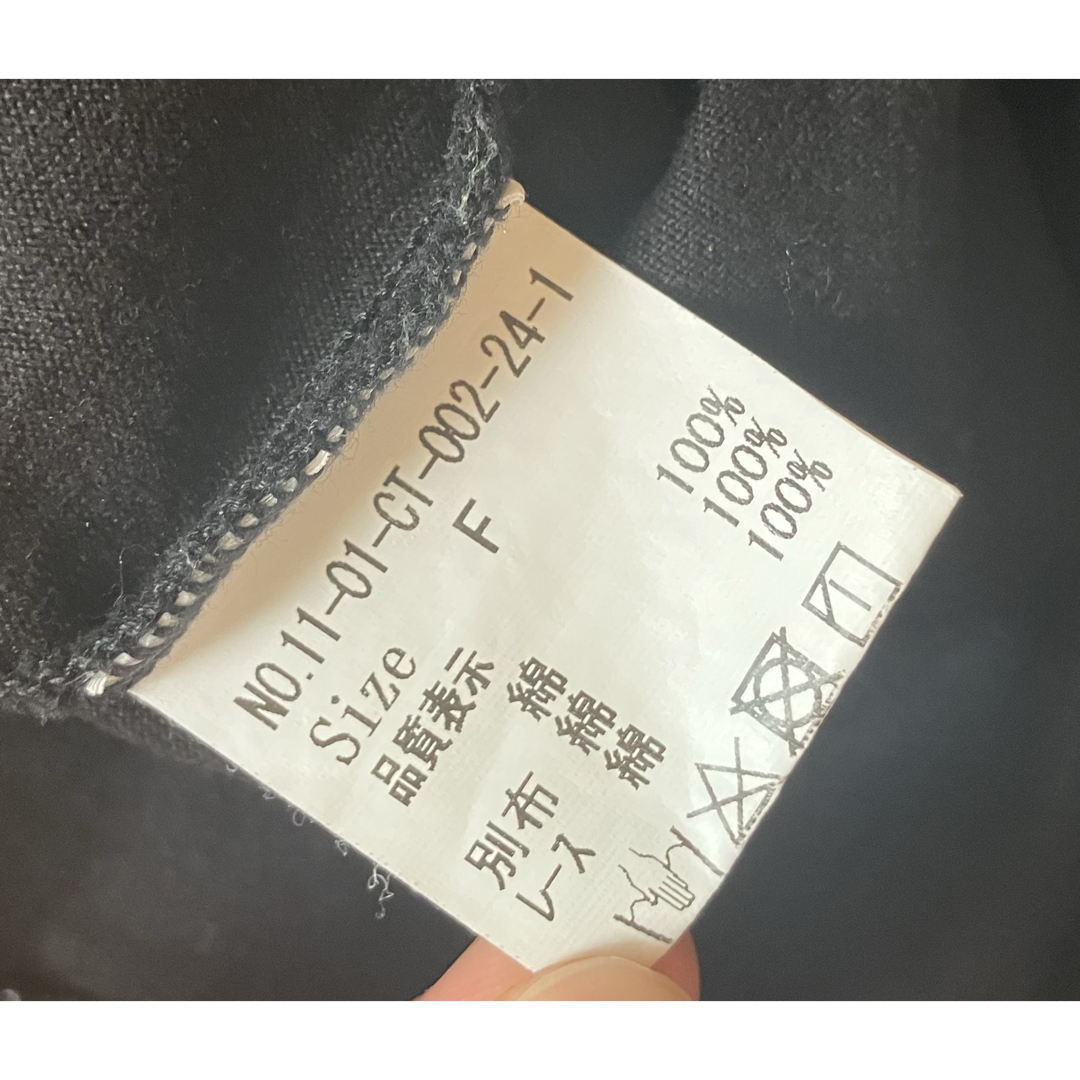 NO.11-01-CT-002-24-1
Size F
品質表示
綿 100%
別布 綿 100%
レース 綿 100%